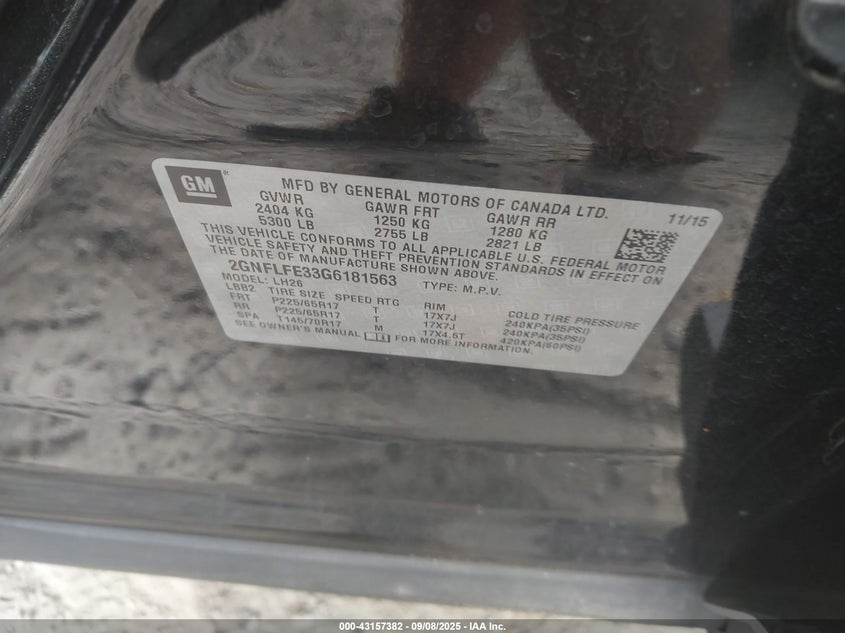 GM
MFD BY GENERAL MOTORS OF CANADA LTD.
11/15
GVWR GAWR FRT GAWR RR
2404 KG 1250 KG 1280 KG
5300 LB 2755 LB 2821 LB
THIS VEHICLE CONFORMS TO ALL APPLICABLE U.S. FEDERAL MOTOR
VEHICLE SAFETY AND THEFT PREVENTION STANDARDS IN EFFECT ON
THE DATE OF MANUFACTURE SHOWN ABOVE.
2GNFLFE33G6181563 TYPE: M.P.V.
MODEL: LH26
LBB2 TIRE SIZE SPEED RTG RIM COLD TIRE PRESSURE
FRT P225/65R17 T 17X7J 240KPA(35PSI)
RR P225/65R17 T 17X7J 240KPA(35PSI)
SPA T145/70R17 M 17X4.5T 420KPA(60PSI)
SEE OWNER'S MANUAL FOR MORE INFORMATION.
000-43157382 - 09/08/2025 - IAA Inc.